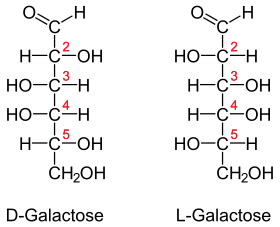 O H O H
C C
H C 2 OH HO C 2 H
HO C 3 H H C 3 OH
HO C 4 H H C 4 OH
H C 5 OH HO C 5 H
CH2OH CH2OH
D-Galactose L-Galactose